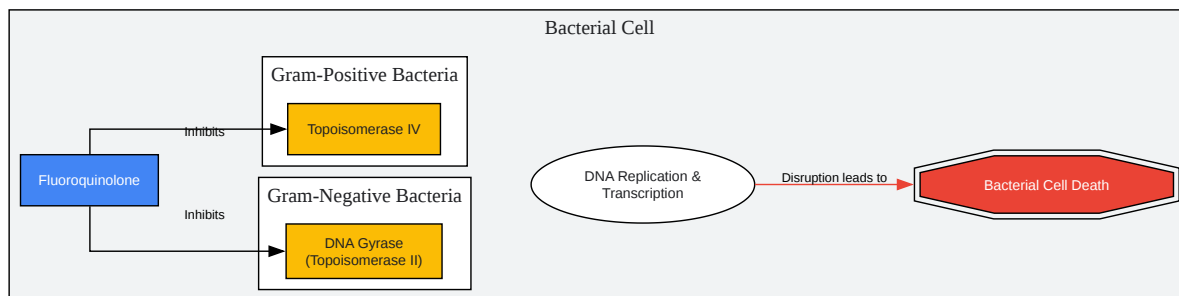 Bacterial Cell
Gram-Positive Bacteria
Inhibits
Topoisomerase IV
Fluoroquinolone
Gram-Negative Bacteria
Inhibits
DNA Gyrase
(Topoisomerase II)
DNA Replication &
Transcription
Disruption leads to
Bacterial Cell Death